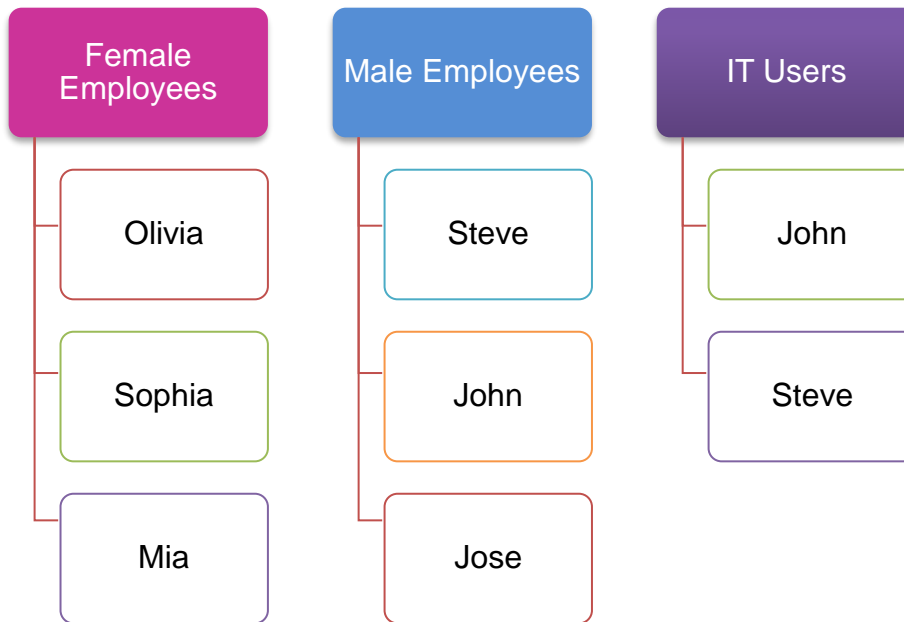 Female
Employees
Olivia
Sophia
Mia
Male Employees
Steve
John
Jose
IT Users
John
Steve